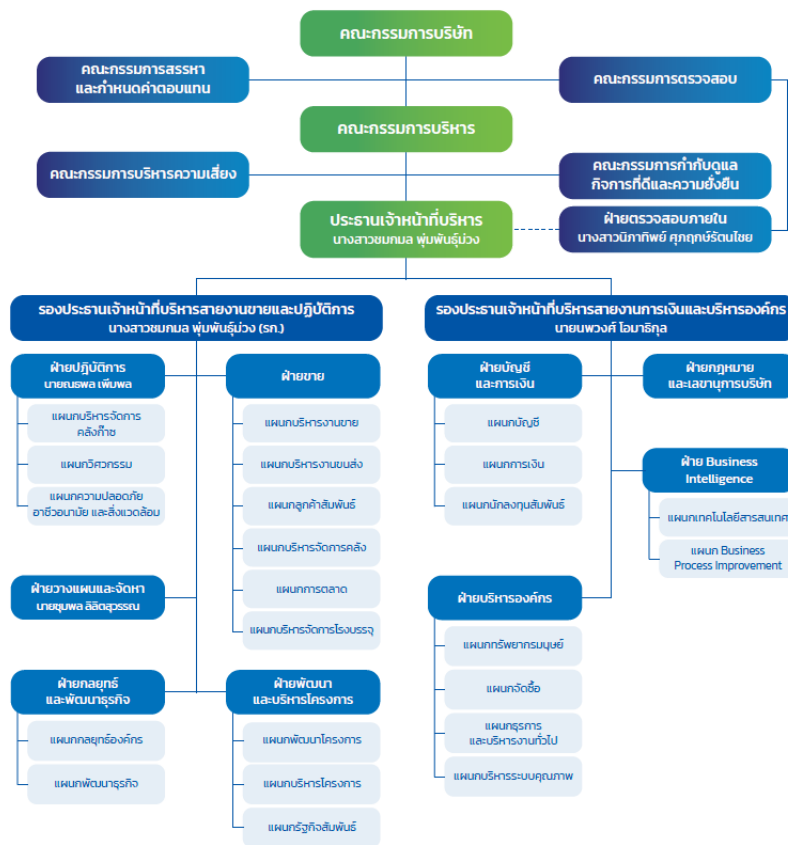 คณะกรรมการบริษัท
คณะกรรมการสรรหา
และกำหนดค่าตอบแทน
คณะกรรมการตรวจสอบ
คณะกรรมการบริหาร
คณะกรรมการบริหารความเสี่ยง
คณะกรรมการกำกับดูแล
กิจการที่ดีและความยั่งยืน
ประธานเจ้าหน้าที่บริหาร
นางสาวชมกมล พุ่มพันธุ์ม่วง
ฝ่ายตรวจสอบภายใน
นางสาวนิภาทิพย์ ศุภฤกษ์รัตนไชย
รองประธานเจ้าหน้าที่บริหารสายงานขายและปฏิบัติการ
นางสาวชมกมล พุ่มพันธุ์ม่วง (รก.)
รองประธานเจ้าหน้าที่บริหารสายงานการเงินและบริหารองค์กร
นายนพวงศ์ โอมาธิกุล
ฝ่ายปฏิบัติการ
นายณรงพล เพิ่มพล
แผนกบริหารจัดการ
คลังก๊าซ
แผนกวิศวกรรม
แผนกความปลอดภัย
อาชีวอนามัย และสิ่งแวดล้อม
ฝ่ายขาย
แผนกบริหารงานขาย
แผนกบริหารงานขนส่ง
แผนกลูกค้าสัมพันธ์
แผนกบริหารจัดการคลัง
แผนกการตลาด
แผนกบริหารจัดการโรงบรรจุ
ฝ่ายวางแผนและจัดหา
นายชุมพล ลิลิตสุวรรณ
ฝ่ายกลยุทธ์
และพัฒนาธุรกิจ
แผนกกลยุทธ์องค์กร
แผนกพัฒนาธุรกิจ
ฝ่ายพัฒนา
และบริหารโครงการ
แผนกพัฒนาโครงการ
แผนกบริหารโครงการ
แผนกรัฐกิจสัมพันธ์
ฝ่ายบัญชี
และการเงิน
แผนกบัญชี
แผนกการเงิน
แผนกนักลงทุนสัมพันธ์
ฝ่ายกฎหมาย
และเลขานุการบริษัท
ฝ่าย Business
Intelligence
แผนกเทคโนโลยีสารสนเทศ
แผนก Business
Process Improvement
ฝ่ายบริหารองค์กร
แผนกทรัพยากรมนุษย์
แผนกจัดซื้อ
แผนกธุรการ
และบริหารงานทั่วไป
แผนกบริหารระบบคุณภาพ